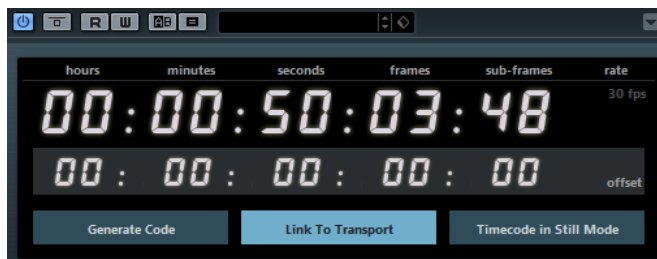 R W AB
hours minutes seconds frames sub-frames rate
00:00:50:03:48 30 fps
00: 00: 00: 00: 00 offset
Generate Code Link To Transport Timecode in Still Mode